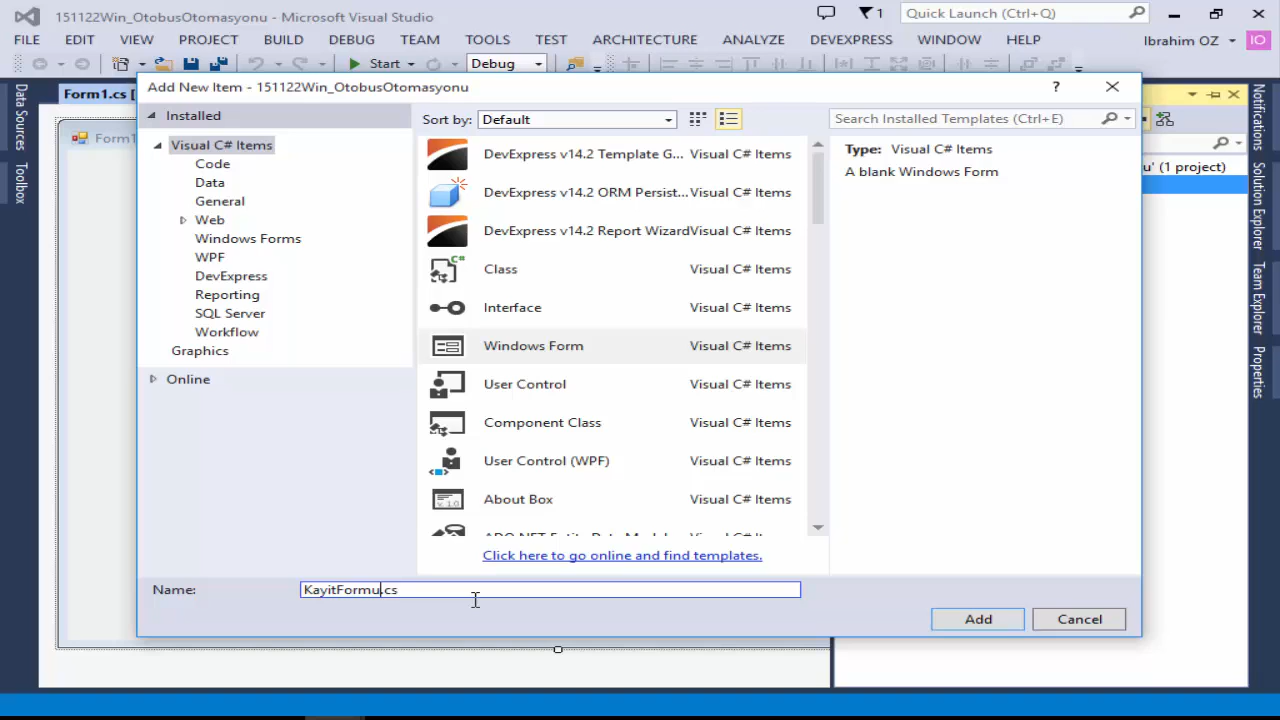 151122Win_OtobusOtomasyonu - Microsoft Visual Studio
1
Quick Launch (Ctrl+Q)
FILE EDIT VIEW PROJECT BUILD DEBUG TEAM TOOLS TEST ARCHITECTURE ANALYZE DEVEXPRESS WINDOW HELP
Ibrahim OZ
IO
Start
Debug
Form1.cs [
Data Sources
Toolbox
Form1
Add New Item - 151122Win_OtobusOtomasyonu
?
Installed
Visual C# Items
Code
Data
General
Web
Windows Forms
WPF
DevExpress
Reporting
SQL Server
Workflow
Graphics
Online
Sort by: Default
DevExpress v14.2 Template G... Visual C# Items
DevExpress v14.2 ORM Persist... Visual C# Items
DevExpress v14.2 Report Wizard Visual C# Items
Class Visual C# Items
Interface Visual C# Items
Windows Form Visual C# Items
User Control Visual C# Items
Component Class Visual C# Items
User Control (WPF) Visual C# Items
About Box Visual C# Items
Click here to go online and find templates.
Search Installed Templates (Ctrl+E)
Type: Visual C# Items
A blank Windows Form
Name: KayitFormu.cs
Add
Cancel
u' (1 project)
Notifications
Solution Explorer
Team Explorer
Properties